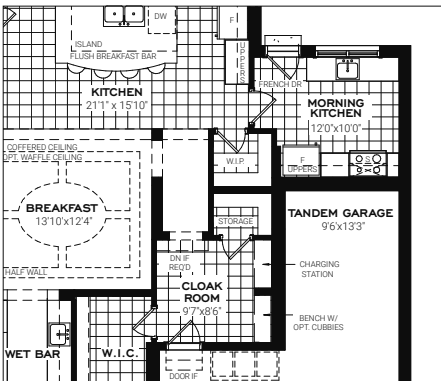 DW
F
ISLAND
FLUSH BREAKFAST BAR
UPPERS
KITCHEN
21'1" x 15'10"
FRENCH DR
MORNING
KITCHEN
12'0x10'0"
COFFERED CEILING
OPT. WAFFLE CEILING
W.I.P.
F
UPPERS
S
BREAKFAST
13'10'x12'4"
STORAGE
TANDEM GARAGE
9'6'x13'3"
DN IF
REQ'D
HALF WALL
CHARGING
STATION
CLOAK
ROOM
9'7"x8'6"
BENCH W/
OPT. CUBBIES
WET BAR
W.I.C.
DOOR IF